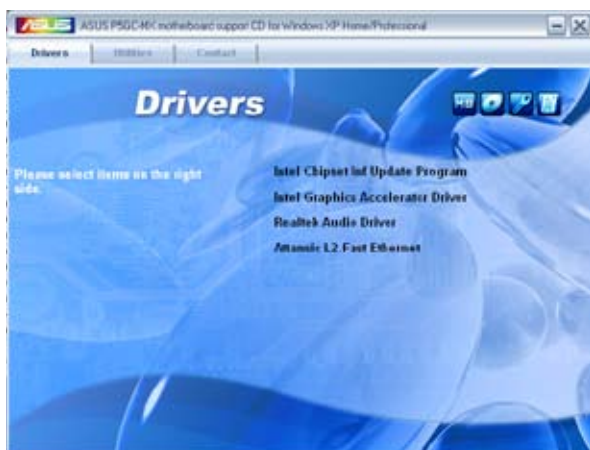 ASUS ASUS P5GC-MX motherboard support CD for Windows XP Home/Professional
Drivers Utilities Contact
Drivers
Please select items on the right
side.
Intel Chipset Inf Update Program
Intel Graphics Accelerator Driver
Realtek Audio Driver
Attansic L2 Fast Ethernet